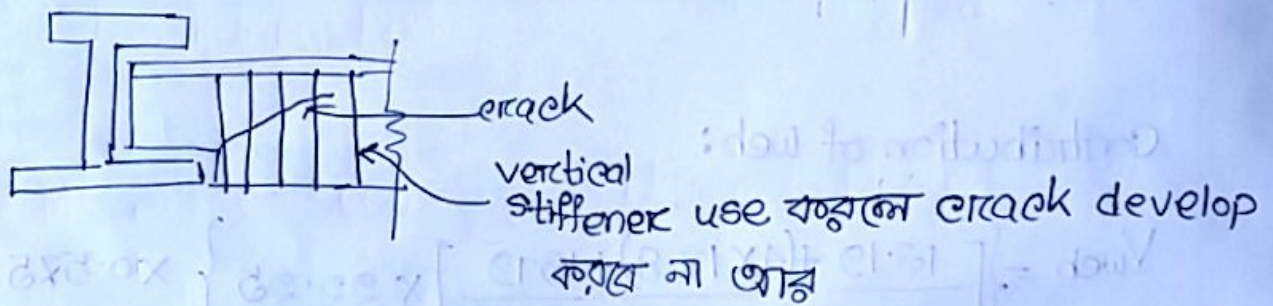 crack
vertical
stiffener use করলে crack develop
করবে না আর